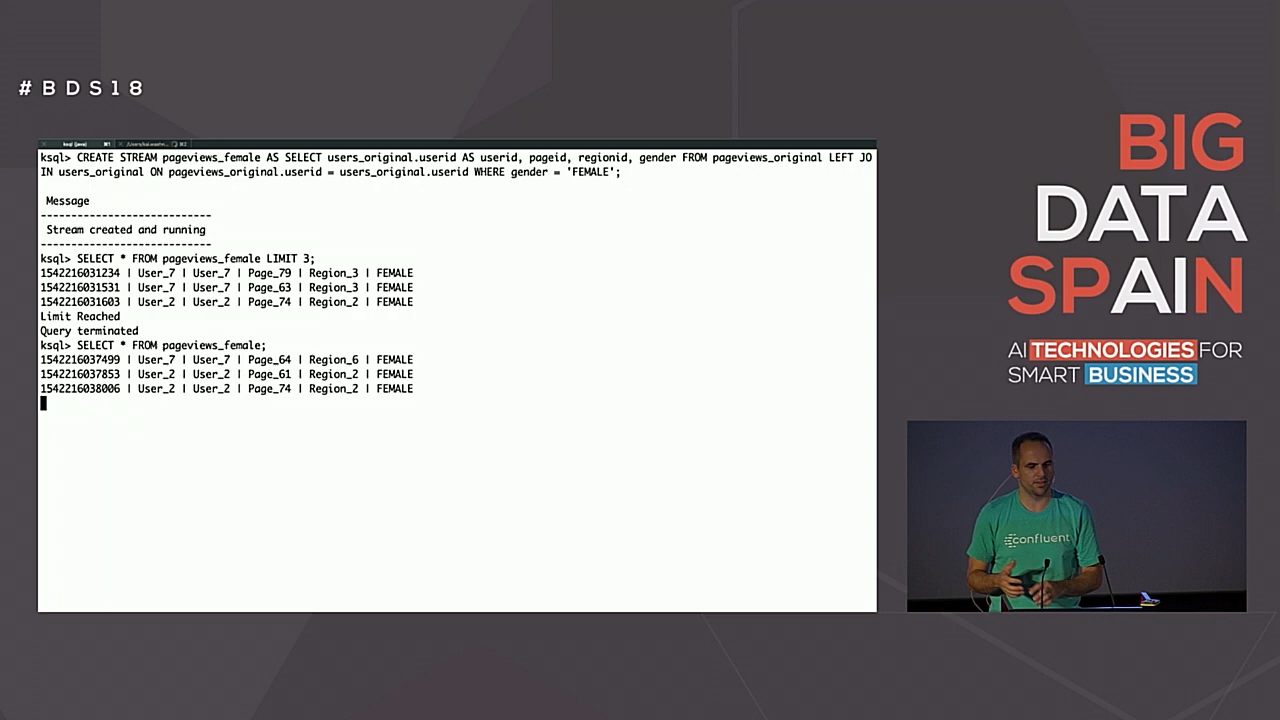 #BDS18
ksql (java) ⌘1
ksql> CREATE STREAM pageviews_female AS SELECT users_original.userid AS userid, pageid, regionid, gender FROM pageviews_original LEFT JO
IN users_original ON pageviews_original.userid = users_original.userid WHERE gender = 'FEMALE';
Message
----------------------------
Stream created and running
----------------------------
ksql> SELECT * FROM pageviews_female LIMIT 3;
1542216031234 | User_7 | User_7 | Page_79 | Region_3 | FEMALE
1542216031531 | User_7 | User_7 | Page_63 | Region_3 | FEMALE
1542216031603 | User_2 | User_2 | Page_74 | Region_2 | FEMALE
Limit Reached
Query terminated
ksql> SELECT * FROM pageviews_female;
1542216037499 | User_7 | User_7 | Page_64 | Region_6 | FEMALE
1542216037853 | User_2 | User_2 | Page_61 | Region_2 | FEMALE
1542216038006 | User_2 | User_2 | Page_74 | Region_2 | FEMALE
BIG
DATA
SPAIN
AI TECHNOLOGIES FOR
SMART BUSINESS
confluent